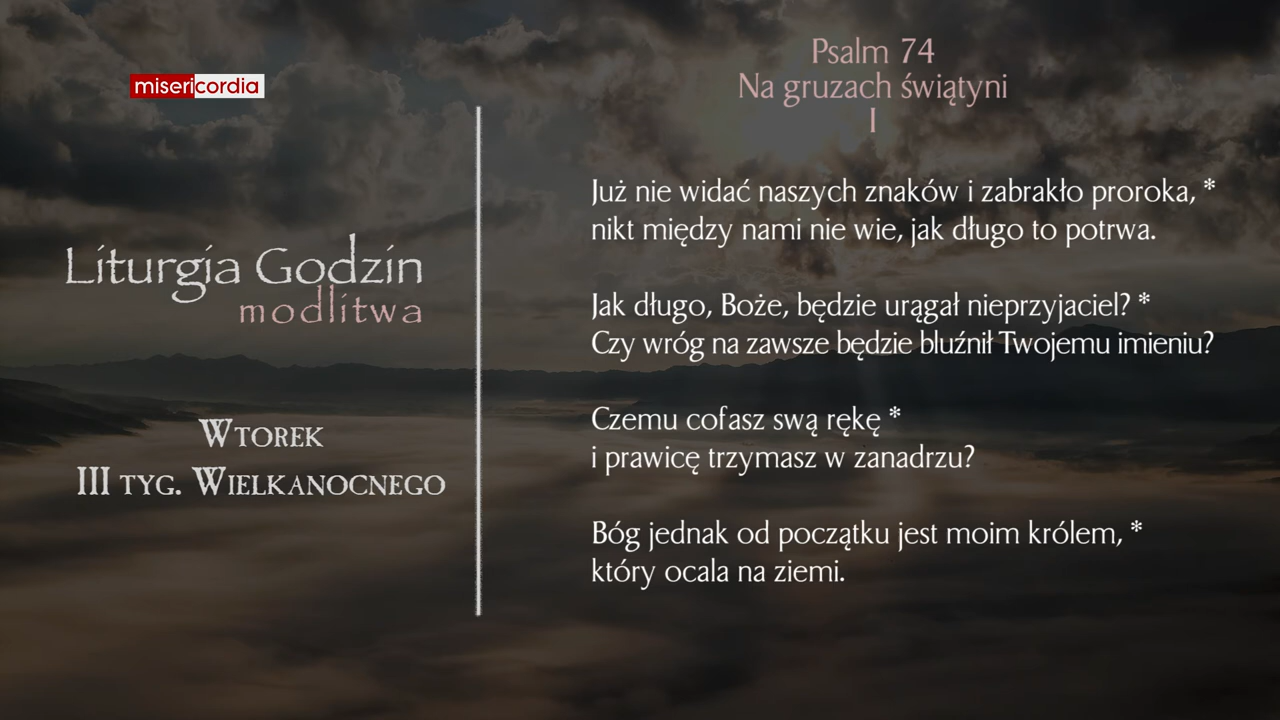 misericordia
Liturgia Godzin
modlitwa
Wtorek
III tyg. Wielkanocnego
Psalm 74
Na gruzach świątyni
I
Już nie widać naszych znaków i zabrakło proroka, *
nikt między nami nie wie, jak długo to potrwa.
Jak długo, Boże, będzie urągał nieprzyjaciel? *
Czy wróg na zawsze będzie bluźnił Twojemu imieniu?
Czemu cofasz swą rękę *
i prawicę trzymasz w zanadrzu?
Bóg jednak od początku jest moim królem, *
który ocala na ziemi.